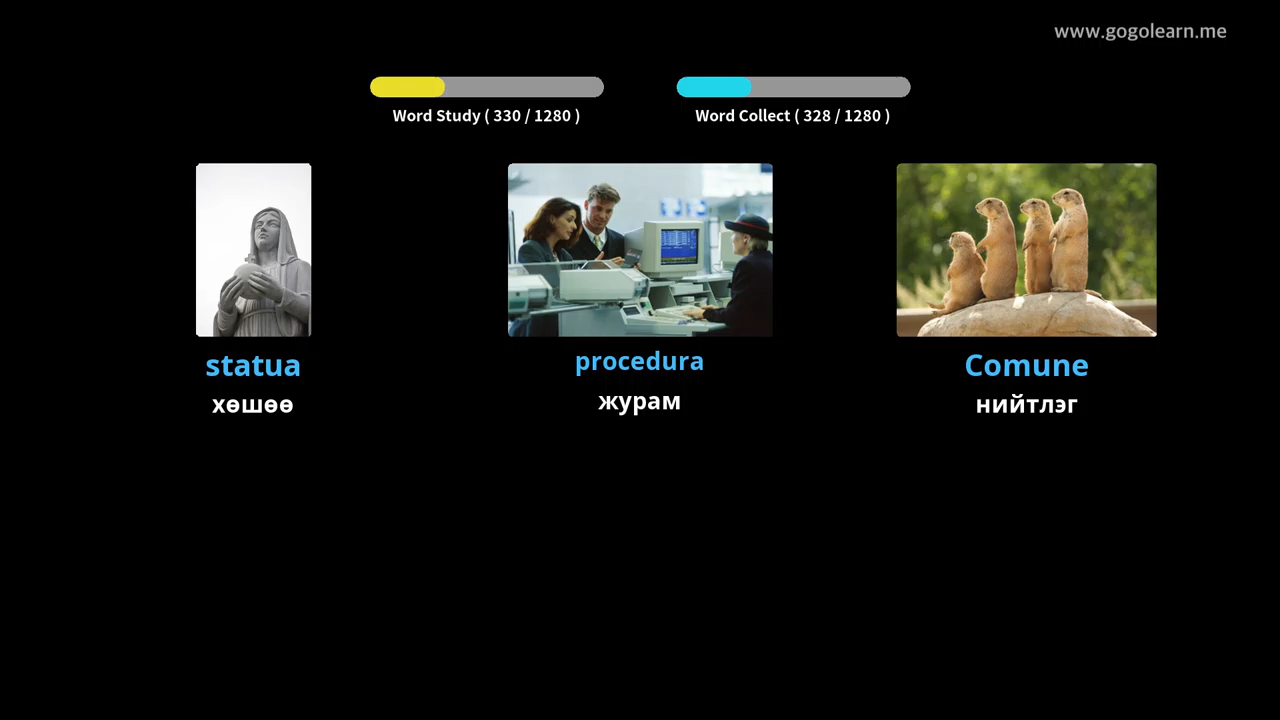 www.gogolearn.me
Word Study ( 330 / 1280 )
Word Collect ( 328 / 1280 )
statua
хөшөө
procedura
журам
Comune
нийтлэг